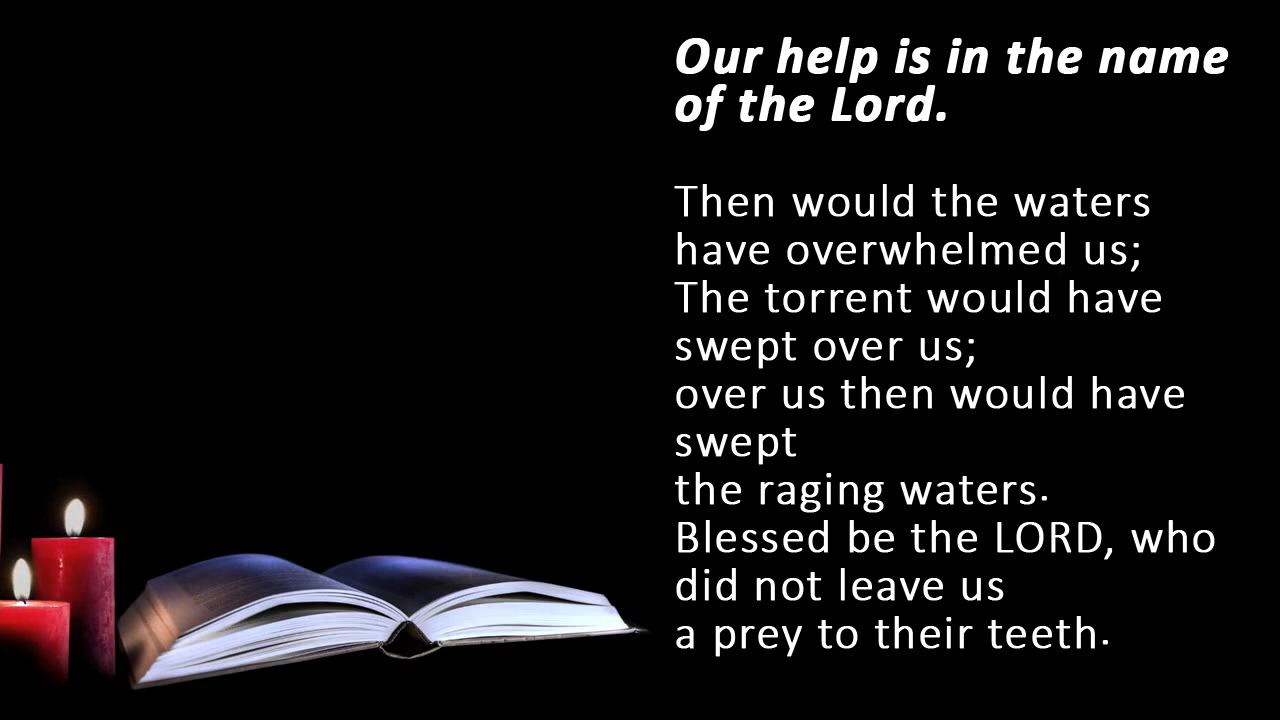 Our help is in the name
of the Lord.
Then would the waters
have overwhelmed us;
The torrent would have
swept over us;
over us then would have
swept
the raging waters.
Blessed be the LORD, who
did not leave us
a prey to their teeth.